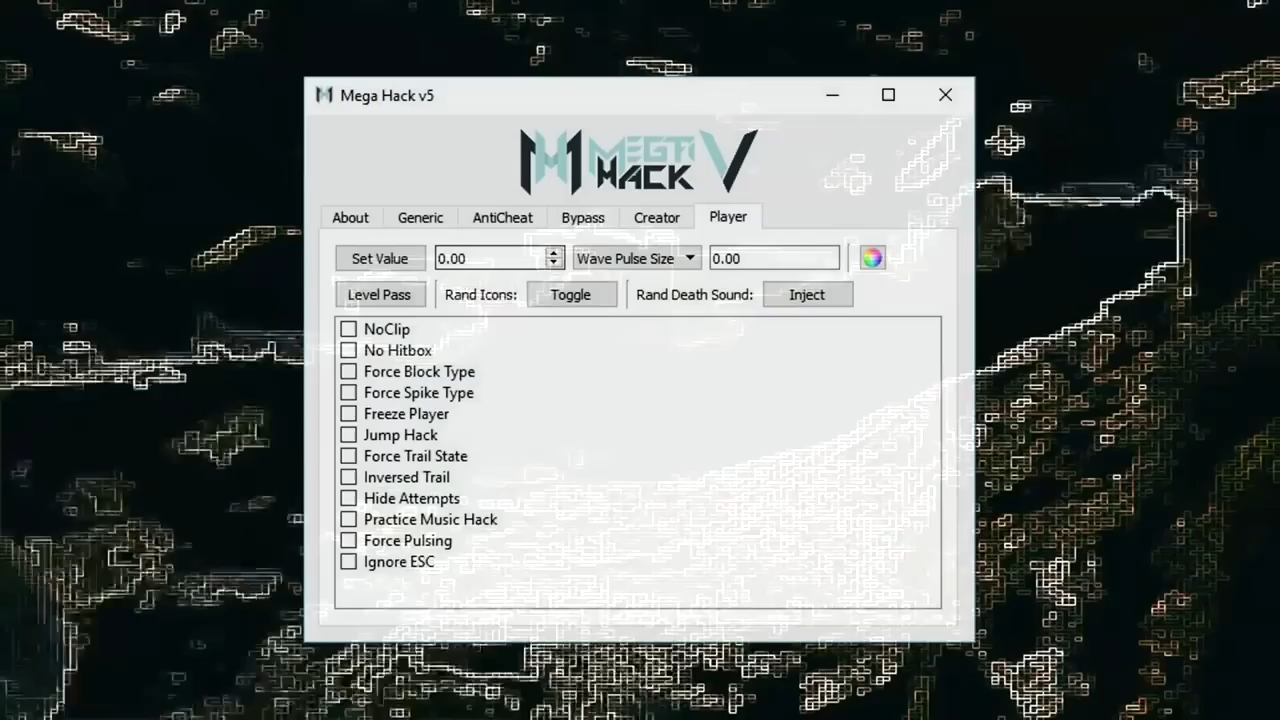 Mega Hack v5
MEGA HACK V
About Generic AntiCheat Bypass Creator Player
Set Value 0.00 Wave Pulse Size 0.00
Level Pass Rand Icons: Toggle Rand Death Sound: Inject
NoClip
No Hitbox
Force Block Type
Force Spike Type
Freeze Player
Jump Hack
Force Trail State
Inversed Trail
Hide Attempts
Practice Music Hack
Force Pulsing
Ignore ESC